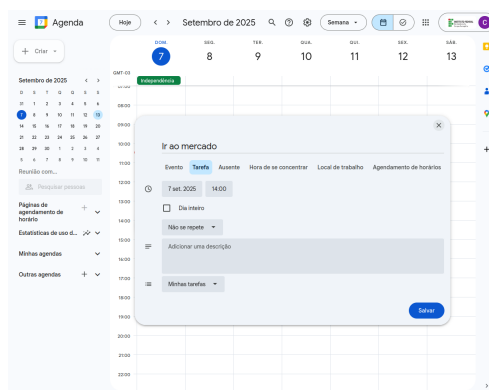 Agenda
Hoje
Setembro de 2025
Semana
Criar
Setembro de 2025
D S T Q Q S S
31 1 2 3 4 5 6
7 8 9 10 11 12 13
14 15 16 17 18 19 20
21 22 23 24 25 26 27
28 29 30 1 2 3 4
5 6 7 8 9 10 11
Reunião com...
Pesquisar pessoas
Páginas de
agendamento de
horário
Estatísticas de uso d...
Minhas agendas
Outras agendas
DOM. SEG. TER. QUA. QUI. SEX. SÁB.
7 8 9 10 11 12 13
GMT-03
Independência
07:00
08:00
09:00
10:00
11:00
12:00
13:00
14:00
15:00
16:00
17:00
18:00
19:00
20:00
21:00
22:00
Ir ao mercado
Evento Tarefa Ausente Hora de se concentrar Local de trabalho Agendamento de horários
7 set. 2025 14:00
Dia inteiro
Não se repete
Adicionar uma descrição
Minhas tarefas
Salvar
C